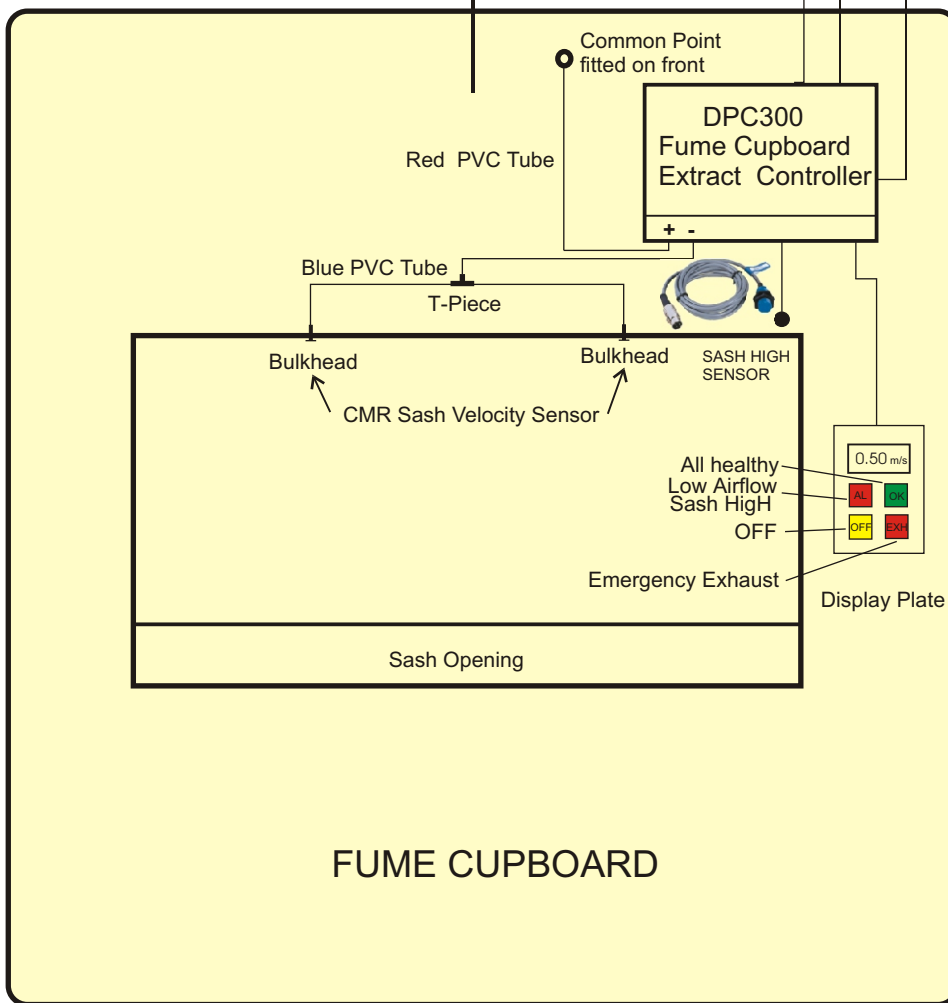 Common Point
fitted on front
DPC300
Fume Cupboard
Extract Controller
+ -
Red PVC Tube
Blue PVC Tube
T-Piece
Bulkhead
Bulkhead
SASH HIGH
SENSOR
CMR Sash Velocity Sensor
0.50 m/s
AL
OK
OFF
EXH
All healthy
Low Airflow
Sash HigH
OFF
Emergency Exhaust
Display Plate
Sash Opening
FUME CUPBOARD